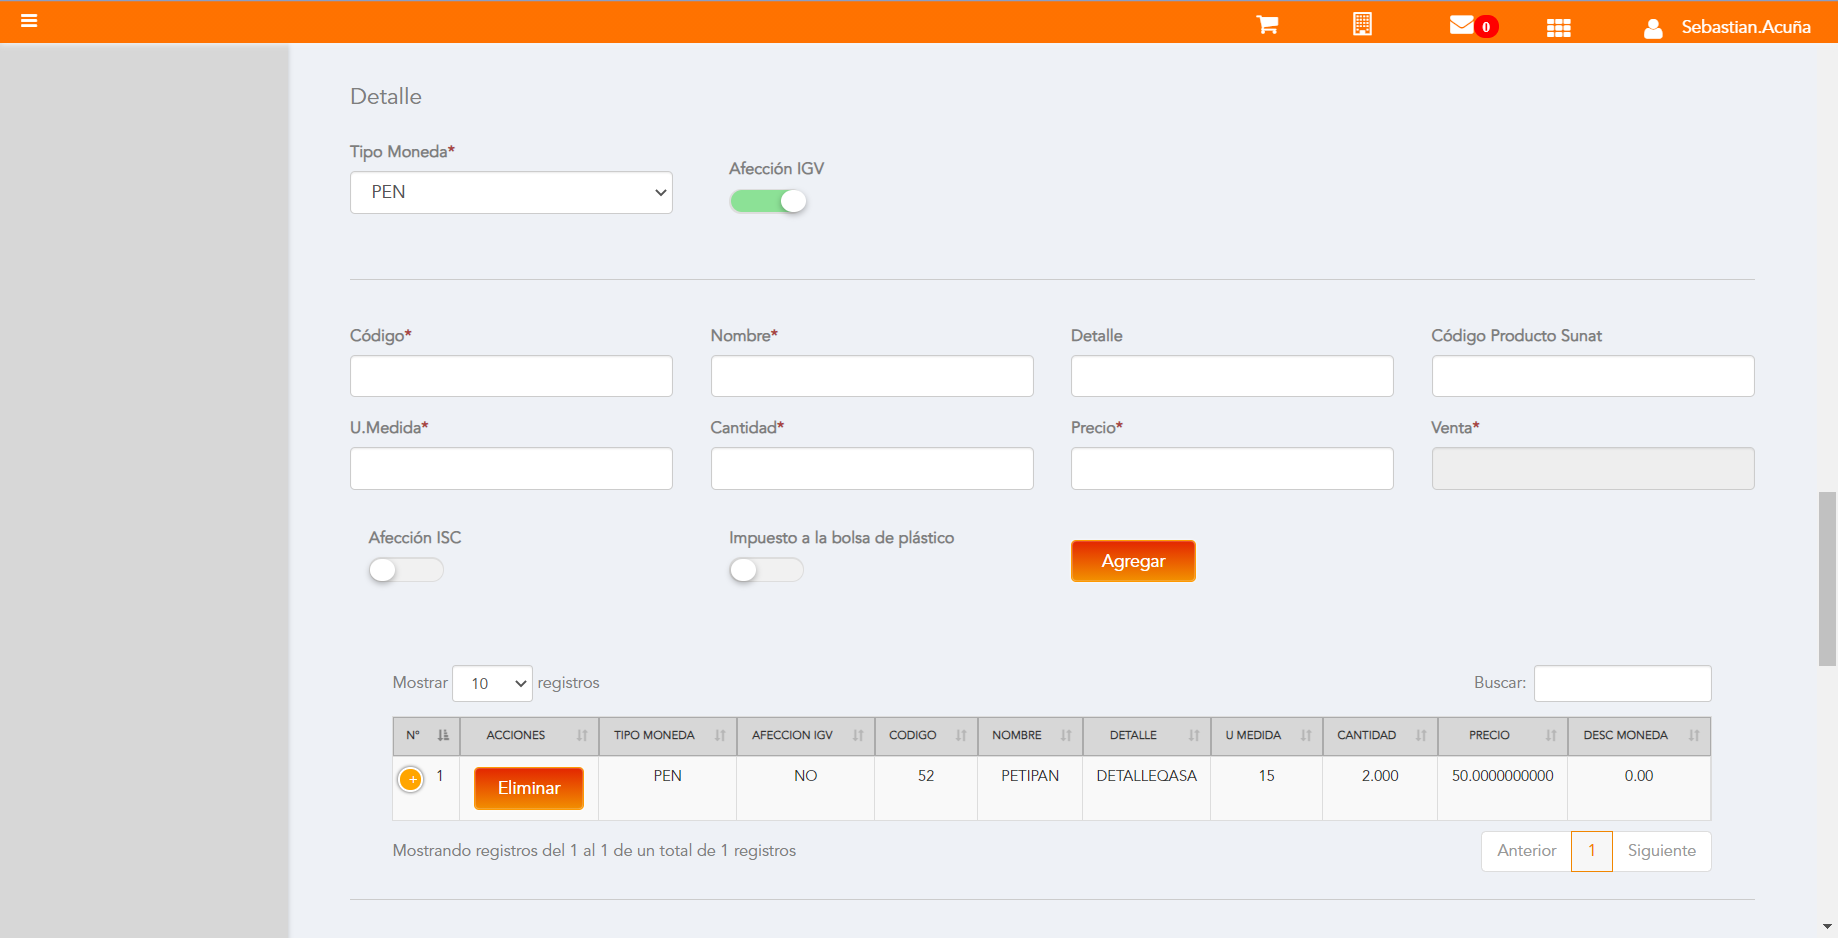 0
Sebastian.Acuña
Detalle
Tipo Moneda*
Afección IGV
PEN
Código* Nombre* Detalle Código Producto Sunat
U.Medida* Cantidad* Precio* Venta*
Afección ISC Impuesto a la bolsa de plástico
Agregar
Mostrar 10 registros Buscar:
N° ACCIONES TIPO MONEDA AFECCION IGV CODIGO NOMBRE DETALLE U MEDIDA CANTIDAD PRECIO DESC MONEDA
+ 1 Eliminar PEN NO 52 PETIPAN DETALLEQASA 15 2.000 50.0000000000 0.00
Mostrando registros del 1 al 1 de un total de 1 registros
Anterior 1 Siguiente